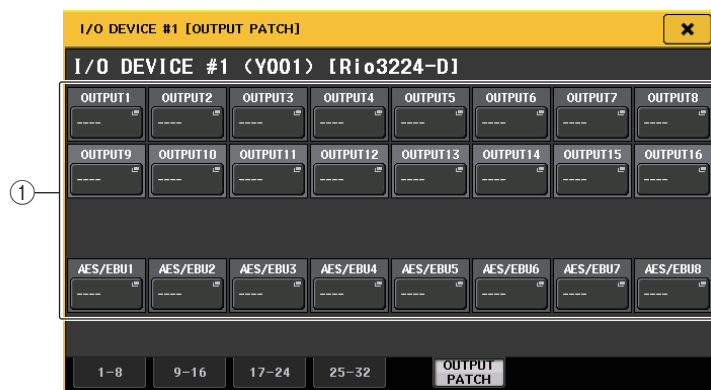 I/O DEVICE #1 [OUTPUT PATCH]
I/O DEVICE #1 (Y001) [Rio3224-D]
OUTPUT1 OUTPUT2 OUTPUT3 OUTPUT4 OUTPUT5 OUTPUT6 OUTPUT7 OUTPUT8
---- ---- ---- ---- ---- ---- ---- ----
OUTPUT9 OUTPUT10 OUTPUT11 OUTPUT12 OUTPUT13 OUTPUT14 OUTPUT15 OUTPUT16
---- ---- ---- ---- ---- ---- ---- ----
①
AES/EBU1 AES/EBU2 AES/EBU3 AES/EBU4 AES/EBU5 AES/EBU6 AES/EBU7 AES/EBU8
---- ---- ---- ---- ---- ---- ---- ----
1-8 9-16 17-24 25-32 OUTPUT
PATCH